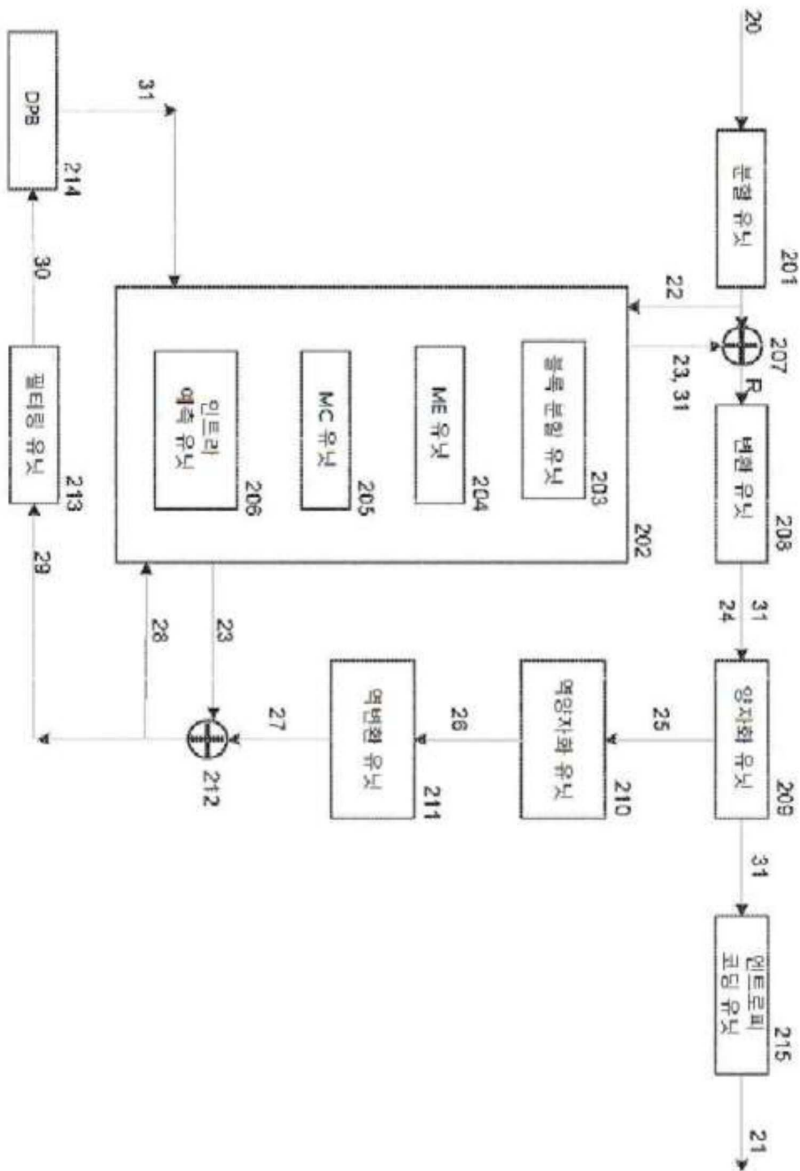 20
201
분할 유닛
207
R
208
변환 유닛
31
24
209
양자화 유닛
31
215
엔트로피
코딩 유닛
21
22
23, 31
25
202
203
블록 분할 유닛
210
역양자화 유닛
204
ME 유닛
26
205
MC 유닛
211
역변환 유닛
206
인트라
예측 유닛
27
23
212
28
31
214
DPB
30
213
필터링 유닛
29